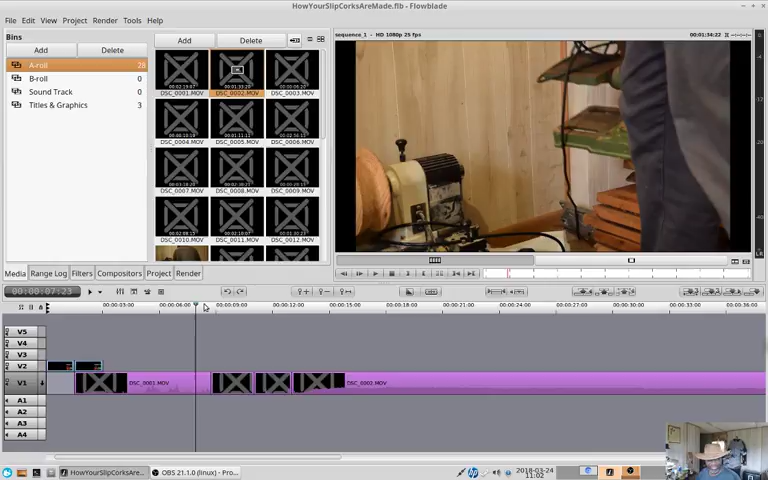 HowYourSlipCorksAreMade.flb - Flowblade
File Edit View Project Render Tools Help
Bins
Add Delete
A-roll 28
B-roll 0
Sound Track 0
Titles & Graphics 3
Add Delete
DSC_0001.MOV DSC_0002.MOV DSC_0003.MOV
DSC_0004.MOV DSC_0005.MOV DSC_0006.MOV
DSC_0007.MOV DSC_0008.MOV DSC_0009.MOV
DSC_0010.MOV DSC_0011.MOV DSC_0012.MOV
sequence_1 - HD 1080p 25 fps 00:01:34:22
Media Range Log Filters Compositors Project Render
00:00:07:23
00:00:03:00 00:00:06:00 00:00:09:00 00:00:12:00 00:00:15:00 00:00:18:00 00:00:21:00 00:00:24:00 00:00:27:00 00:00:30:00 00:00:33:00 00:00:36:00
V5
V4
V3
V2
V1 DSC_0001.MOV DSC_0002.MOV
A1
A2
A3
A4
HowYourSlipCorksAre... OBS 21.1.0 (linux) - Pro... 2018-03-24
11:02